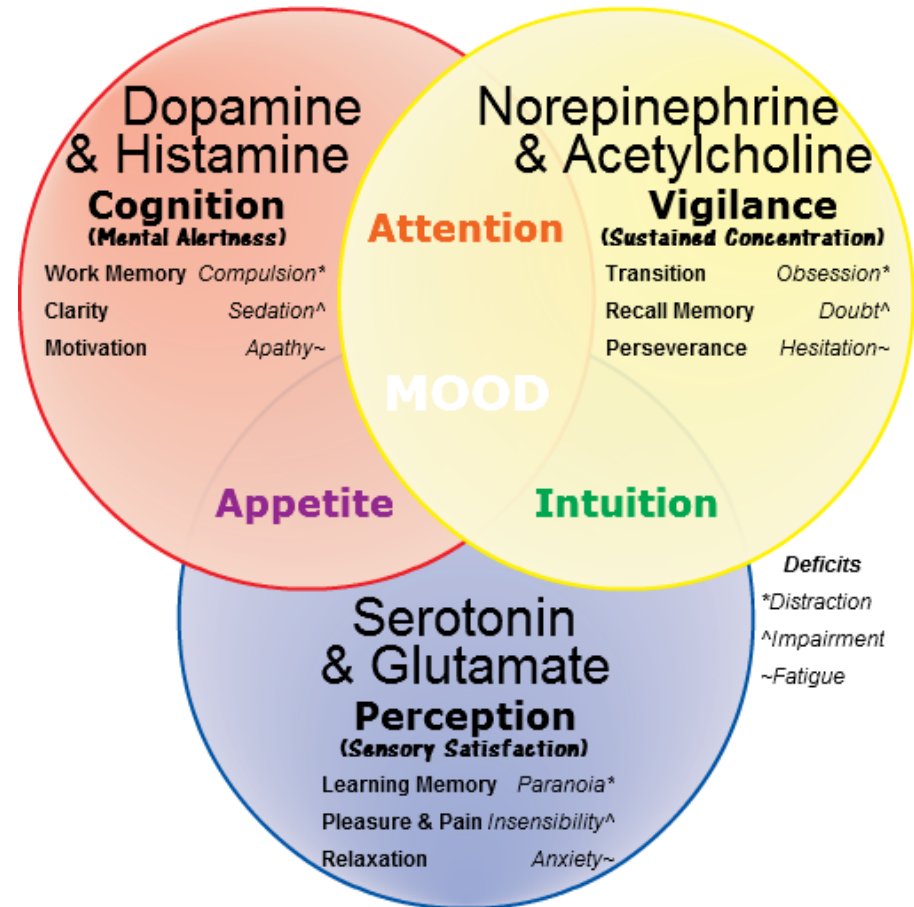 Dopamine
& Histamine
Cognition
(Mental Alertness)
Work Memory Compulsion*
Clarity Sedation^
Motivation Apathy~
Norepinephrine
& Acetylcholine
Vigilance
(Sustained Concentration)
Transition Obsession*
Recall Memory Doubt^
Perseverance Hesitation~
Attention
MOOD
Appetite
Intuition
Serotonin
& Glutamate
Perception
(Sensory Satisfaction)
Learning Memory Paranoia*
Pleasure & Pain Insensibility^
Relaxation Anxiety~
Deficits
*Distraction
^Impairment
~Fatigue